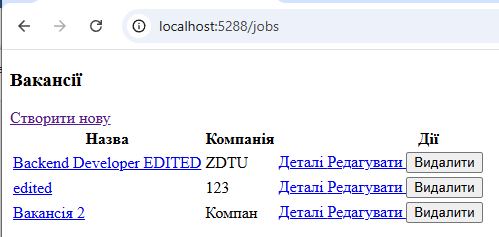 localhost:5288/jobs
Вакансії
Створити нову
Назва Компанія Дії
Backend Developer EDITED ZDTU Деталі Редагувати Видалити
edited 123 Деталі Редагувати Видалити
Вакансія 2 Компан Деталі Редагувати Видалити